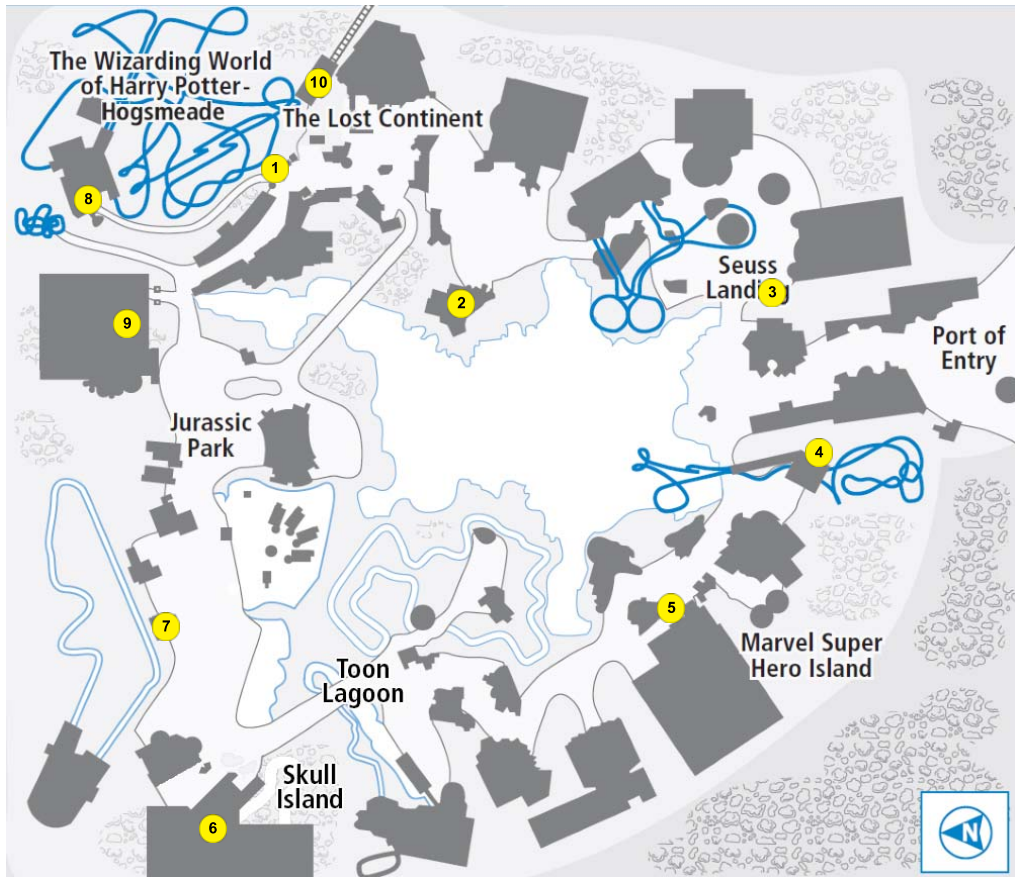 The Wizarding World
of Harry Potter-
Hogsmeade
10
The Lost Continent
1
8
2
3
Seuss
Landing
9
Port of
Entry
Jurassic
Park
4
5
7
Marvel Super
Hero Island
Toon
Lagoon
Skull
Island
6
N